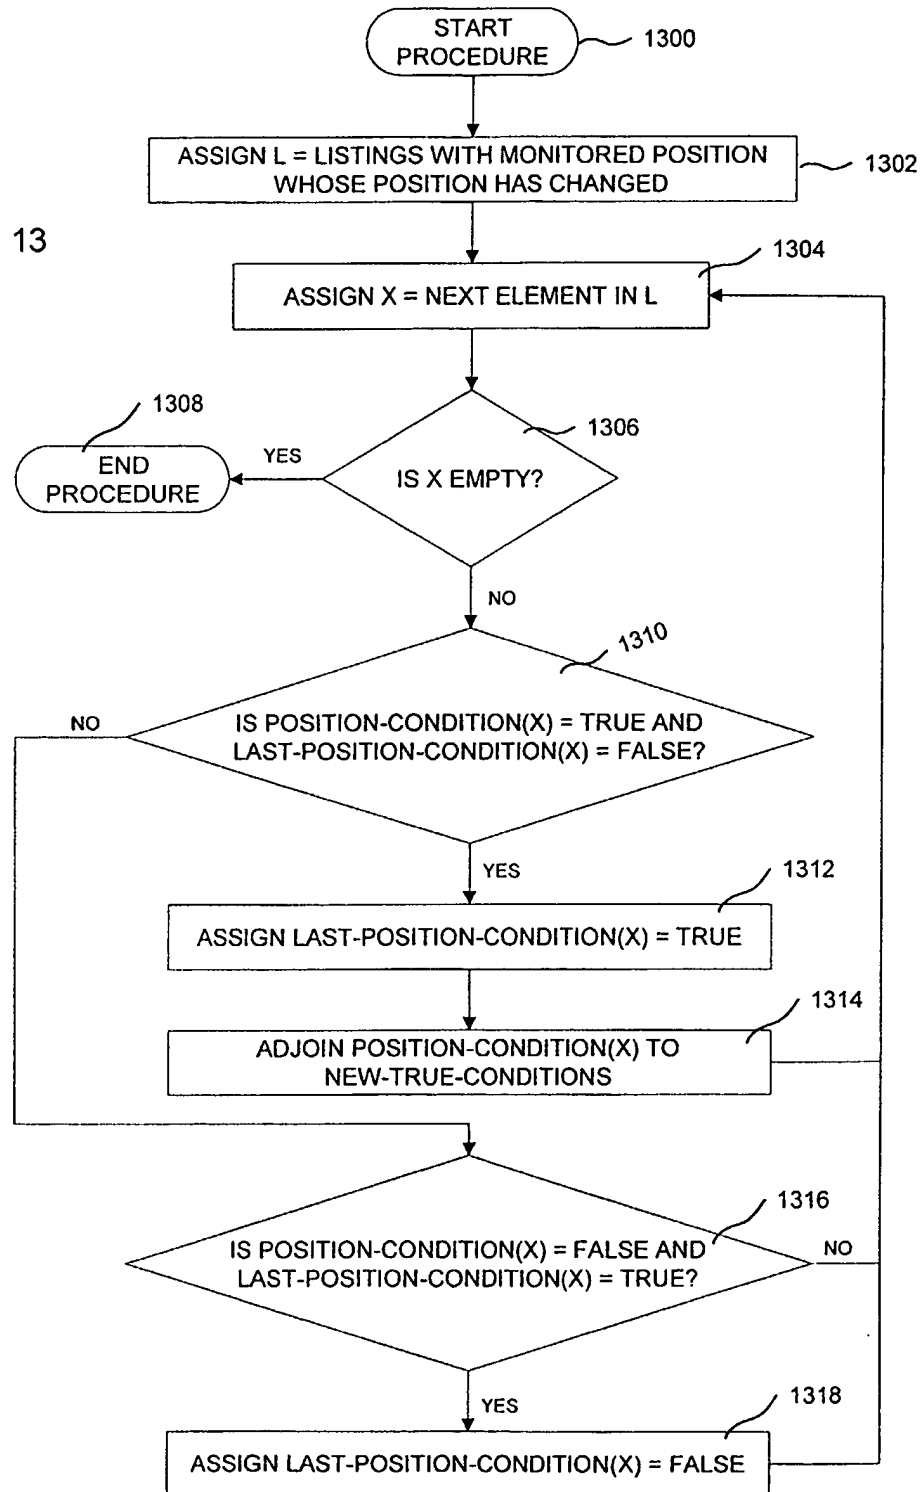 START
PROCEDURE
1300
ASSIGN L = LISTINGS WITH MONITORED POSITION
WHOSE POSITION HAS CHANGED
1302
13
1304
ASSIGN X = NEXT ELEMENT IN L
1308
1306
END
PROCEDURE
YES
IS X EMPTY?
NO
1310
NO
IS POSITION-CONDITION(X) = TRUE AND
LAST-POSITION-CONDITION(X) = FALSE?
YES
1312
ASSIGN LAST-POSITION-CONDITION(X) = TRUE
1314
ADJOIN POSITION-CONDITION(X) TO
NEW-TRUE-CONDITIONS
1316
IS POSITION-CONDITION(X) = FALSE AND
LAST-POSITION-CONDITION(X) = TRUE?
NO
YES
1318
ASSIGN LAST-POSITION-CONDITION(X) = FALSE